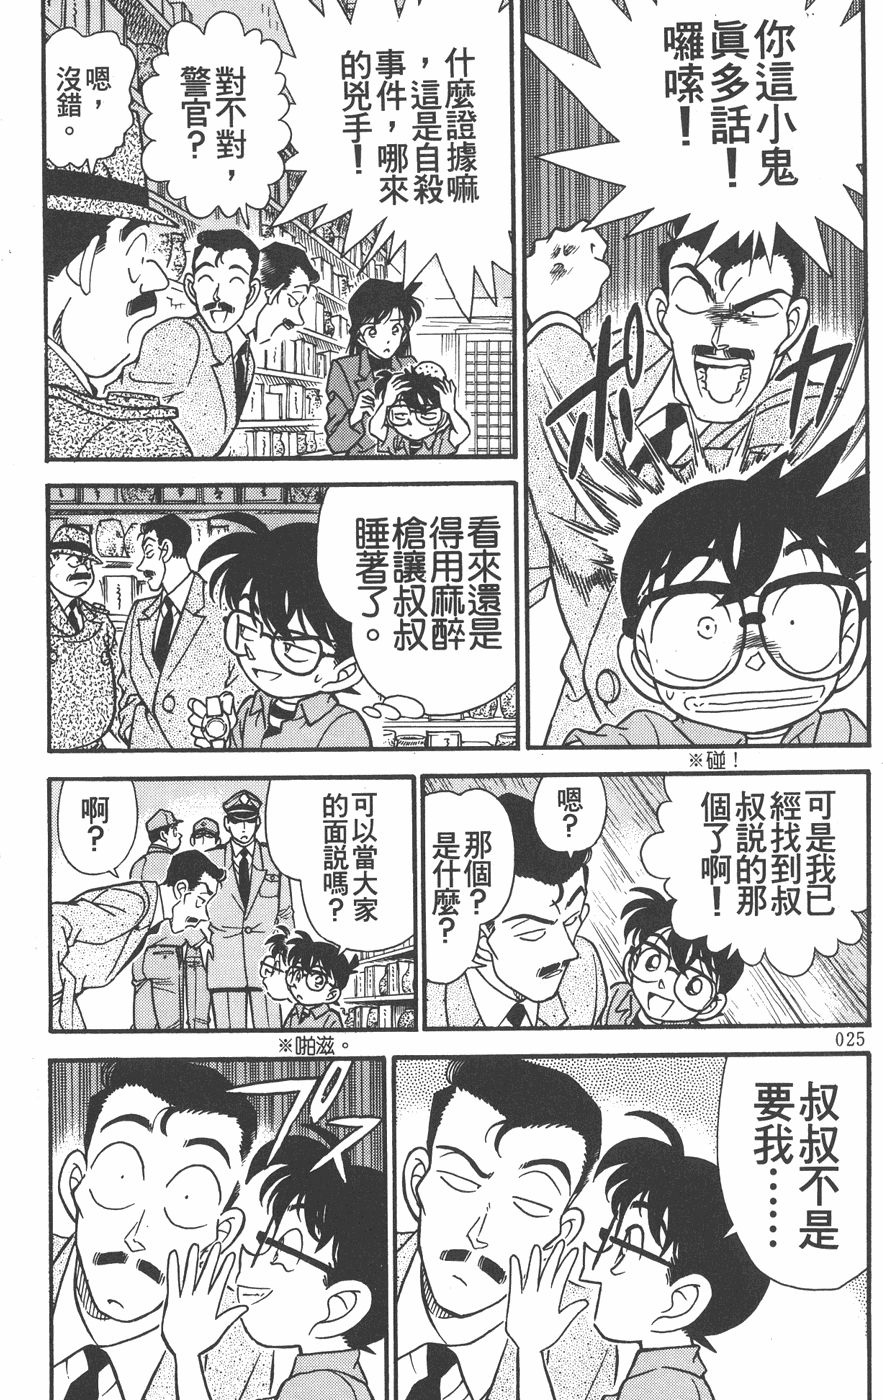 你這小鬼
眞多話！
囉嗦！
ポカ
※碰！
什麼證據嘛
，這是自殺
事件，哪來
的兇手！
對不對，
警官？
嗯，
沒錯。
看來還是
得用麻醉
槍讓叔叔
睡著了。
可是我已
經找到叔
叔説的那
個了啊！
嗯？
那個？
是什麼？
可以當大家
的面説嗎？
啊？
025
叔叔不是
要我……
プス
※啪滋。